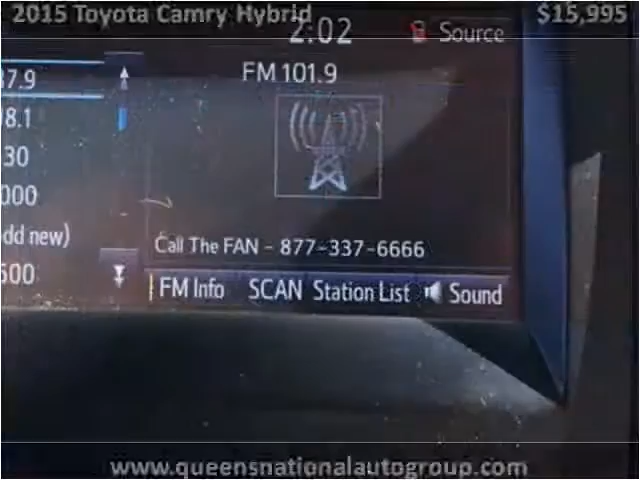 2015 Toyota Camry Hybrid $15,995
2:02 Source
FM 101.9
37.9
8.1
30
000
dd new)
500
Call The FAN - 877-337-6666
FM Info SCAN Station List Sound
www.queensnationalautogroup.com